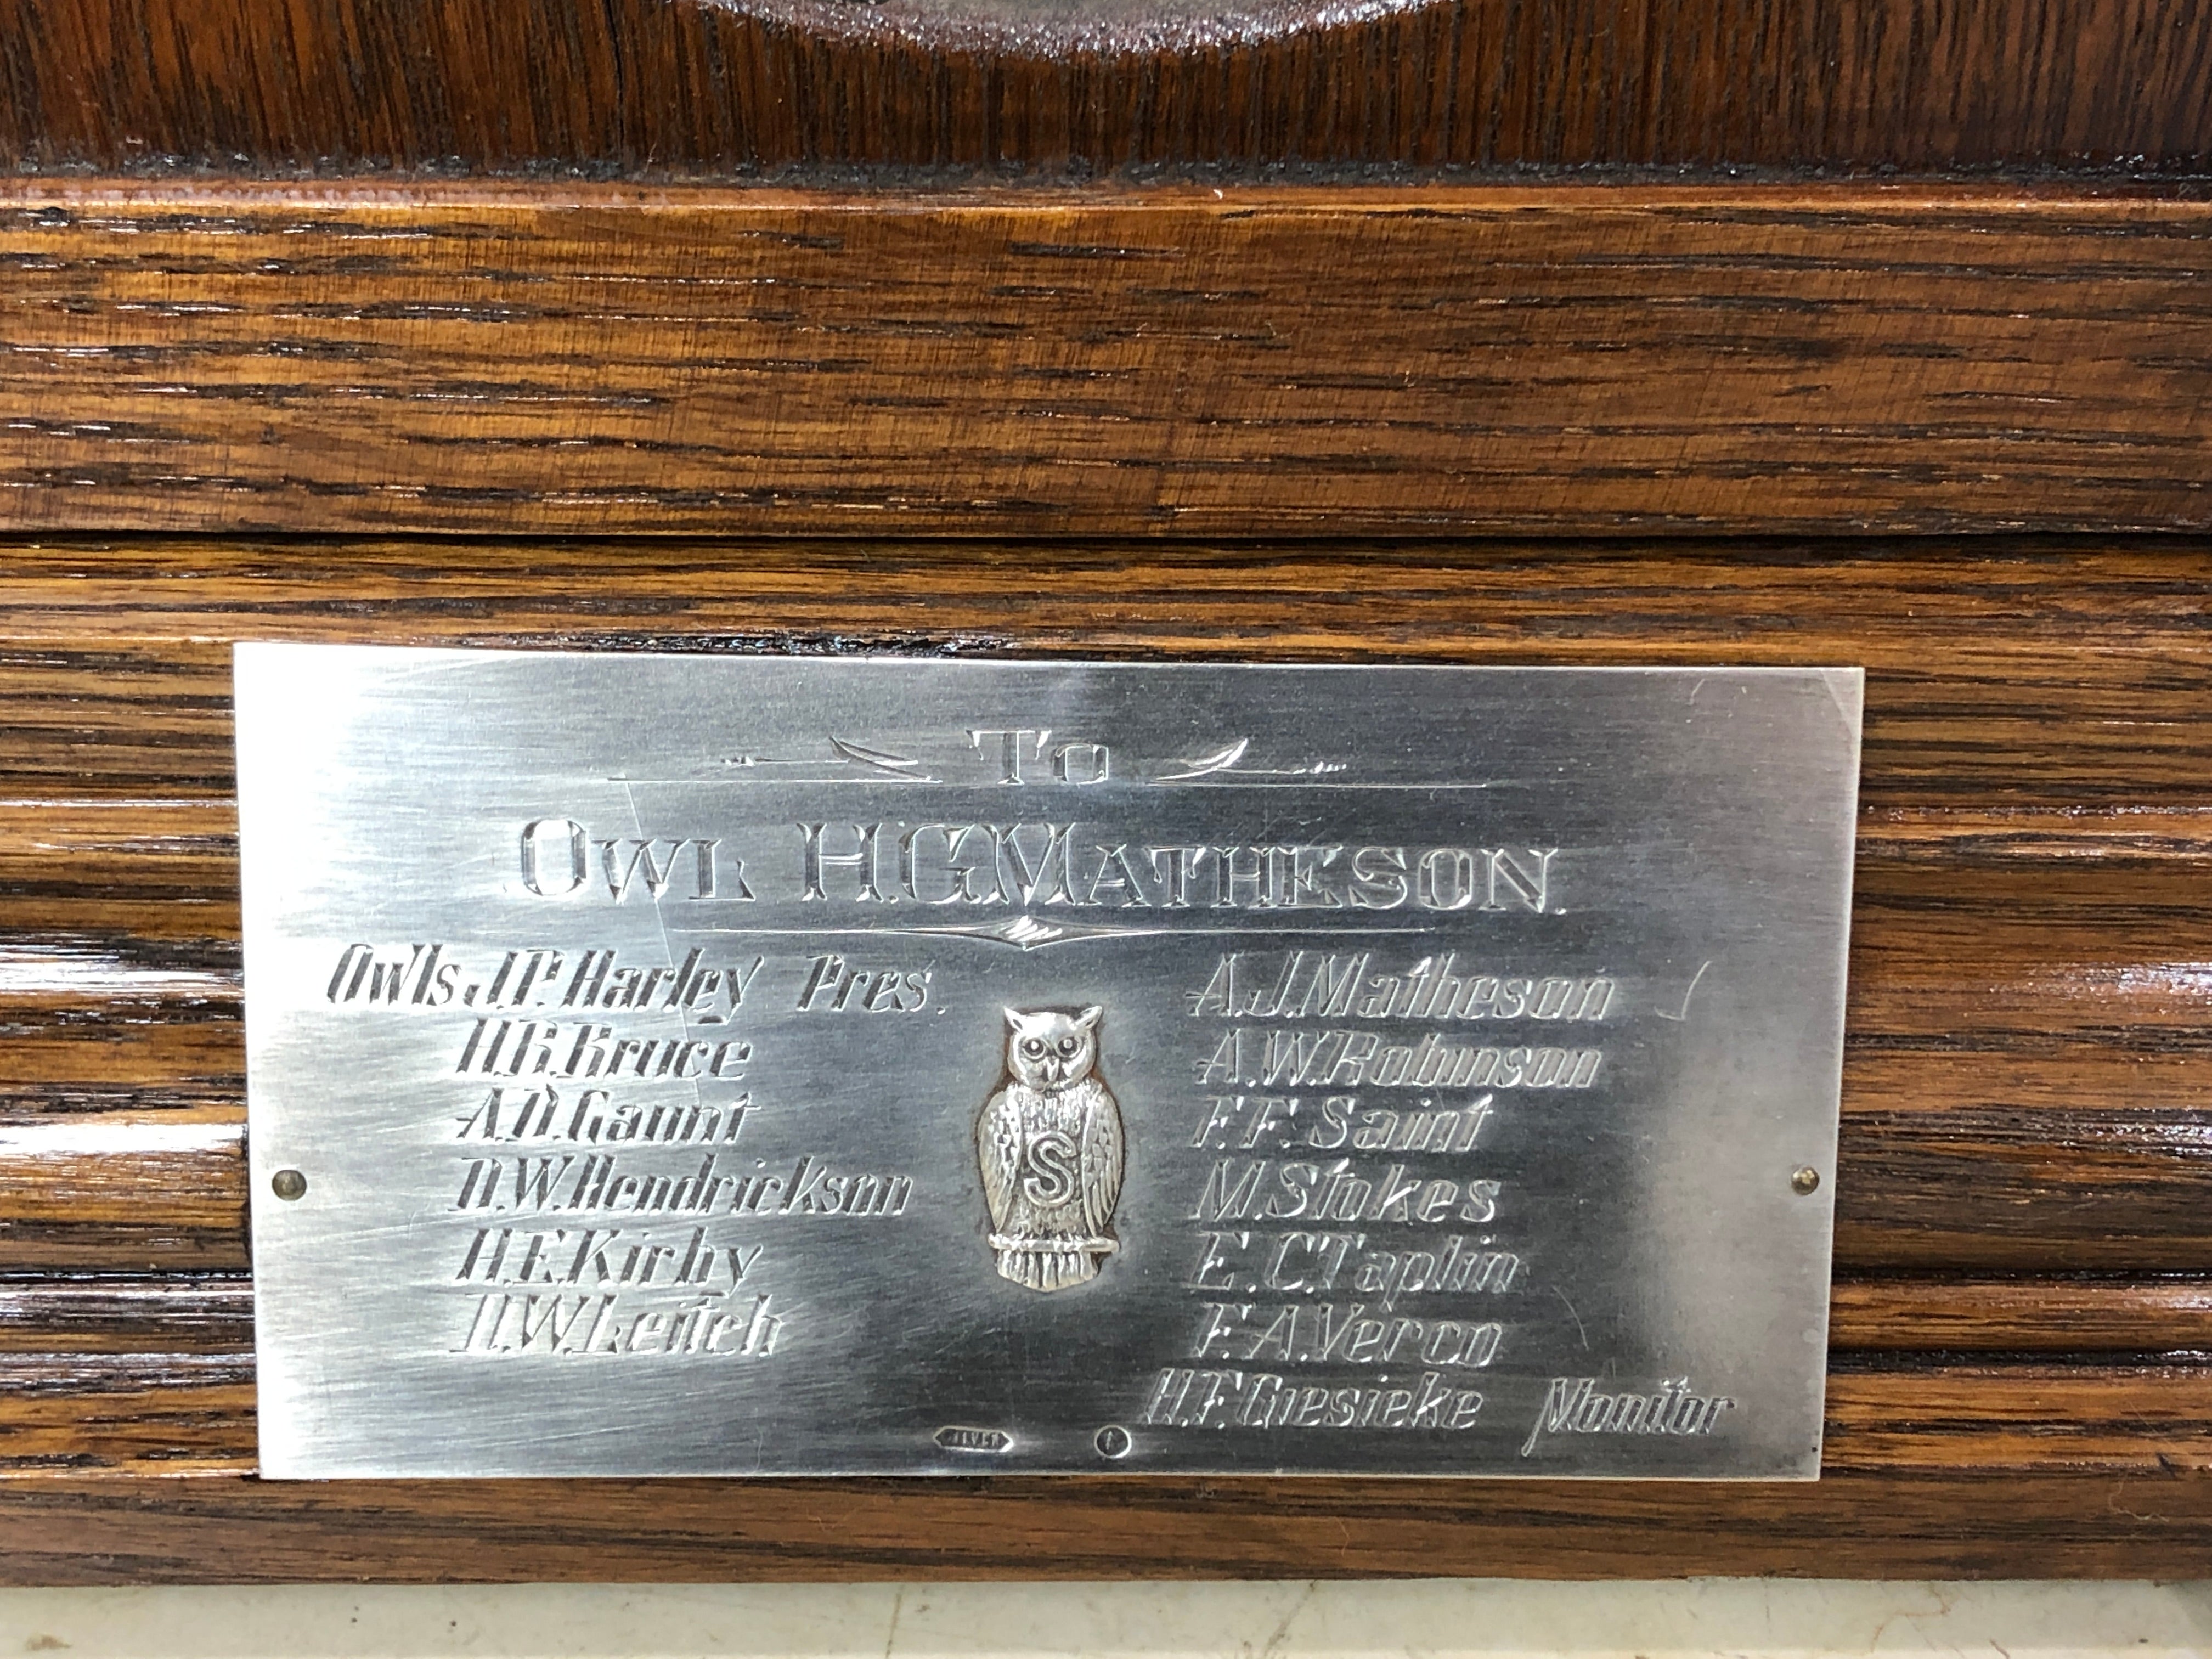 To
OWL H.G.MATHESON.
Owls J.P. Harley Pres.
H.B.Bruce
A.D.Gaunt
D.W.Hendrickson
H.E.Kirby
D.W.Leitch
S
A.J.Matheson
A.W.Robinson
F.F. Saint
M.Stokes
E.C.Taplin
F.A.Verco
H.F.Giesieke Monitor
SILVER